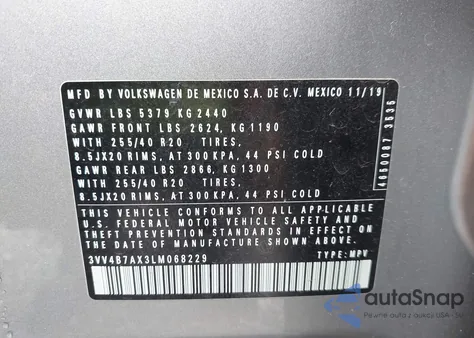 MFD BY VOLKSWAGEN DE MEXICO S.A. DE C.V. MEXICO 11/19
GVWR LBS 5379 KG 2440
GAWR FRONT LBS 2624, KG 1190
WITH 255/40 R20 TIRES,
8.5JX20 RIMS, AT 300 KPA, 44 PSI COLD
GAWR REAR LBS 2866, KG 1300
WITH 255/40 R20 TIRES,
8.5JX20 RIMS, AT 300 KPA, 44 PSI COLD
THIS VEHICLE CONFORMS TO ALL APPLICABLE
U.S. FEDERAL MOTOR VEHICLE SAFETY AND
THEFT PREVENTION STANDARDS IN EFFECT ON
THE DATE OF MANUFACTURE SHOWN ABOVE.
3VV4B7AX3LM068229 TYPE: MPV
4050087 3536
autoSnap